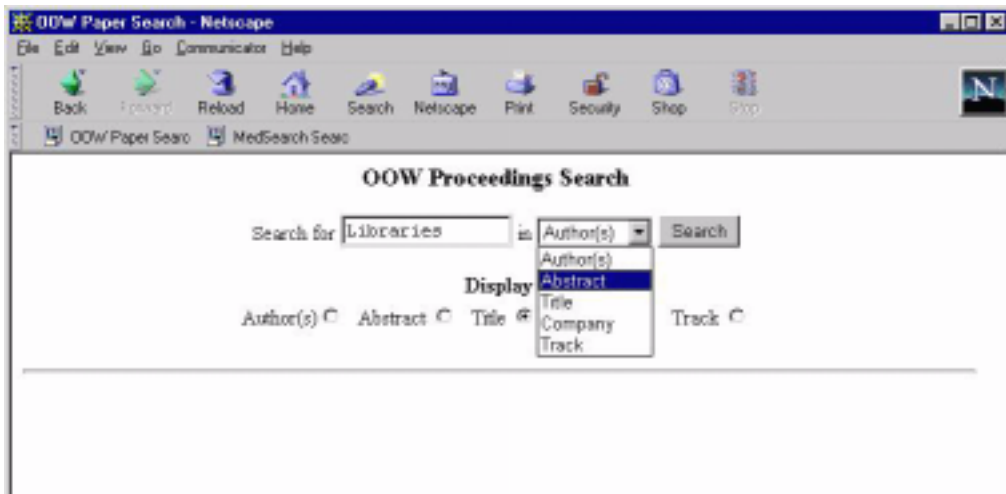 OOW Paper Search - Netscape
File Edit View Go Communicator Help
Back Forward Reload Home Search Netscape Print Security Shop Stop
N
OOW Paper Searc MedSearch Searc
OOW Proceedings Search
Search for Libraries in Author(s) Search
Author(s)
Display Abstract
Title
Author(s) Abstract Title Company Track
Track